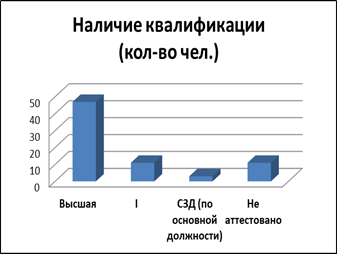 Наличие квалификации
(кол-во чел.)
50
40
30
20
10
0
Высшая I СЗД (по Не
основной аттестовано
должности)